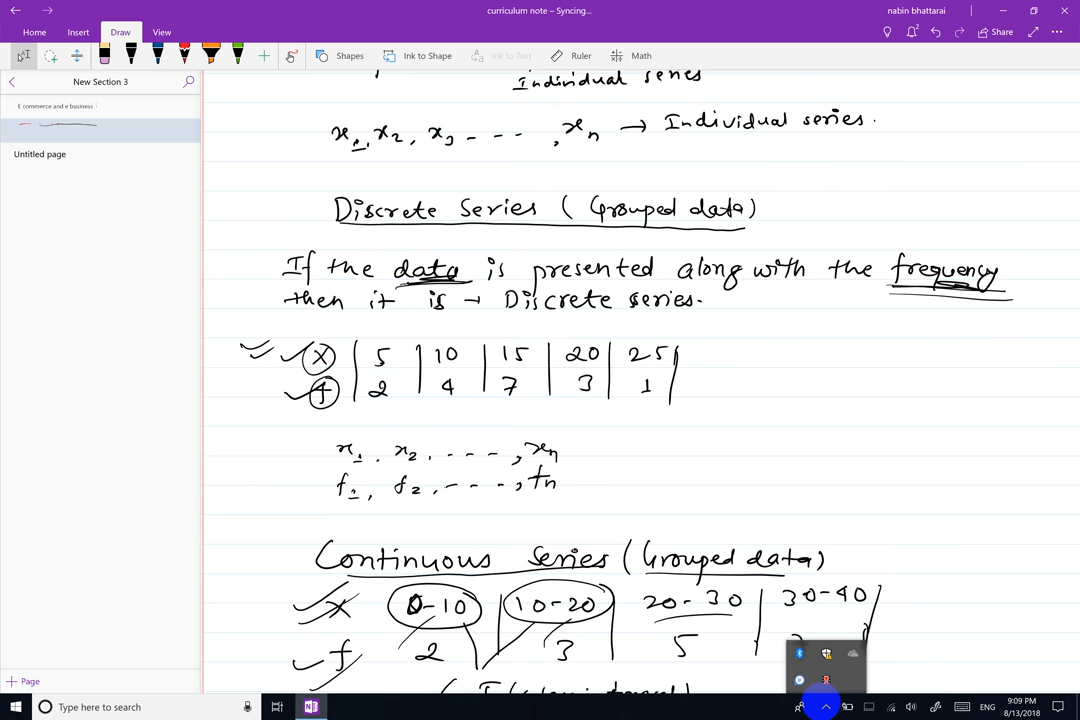 curriculum note - Syncing...
nabin bhattarai
Home Insert Draw View
Share
Shapes Ink to Shape Ink to Text Ruler Math
New Section 3
E commerce and e business
Untitled page
Individual series
x1, x2, x3 - - - , xn → Individual series.
Discrete Series ( Grouped data)
If the data is presented along with the frequency
then it is → Discrete series.
X | 5 | 10 | 15 | 20 | 25 |
f | 2 | 4 | 7 | 3 | 1 |
x1, x2, - - - - , xn
f1, f2, - - - - , fn
Continuous Series (Grouped data)
X 0-10 | 10-20 | 20-30 | 30-40
f 2 3 5
+ Page
Type here to search
ENG
9:09 PM
8/13/2018